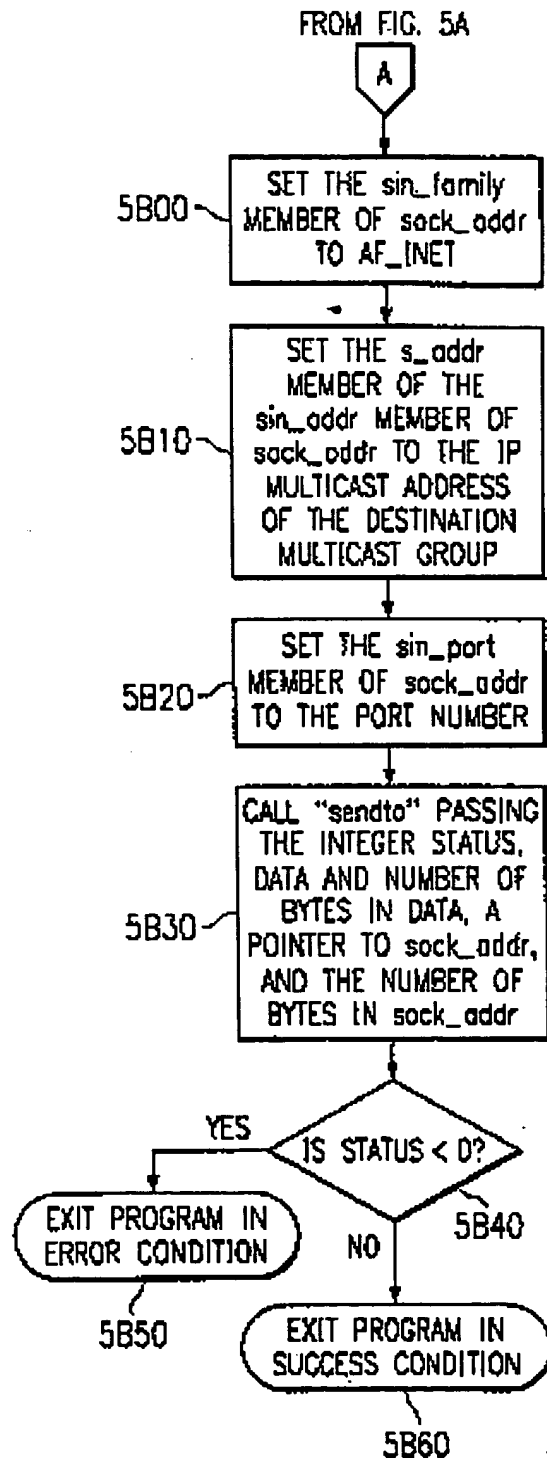 FROM FIG. 5A
A
5B00
SET THE sin_family
MEMBER OF sock_addr
TO AF_INET
5B10
SET THE s_addr
MEMBER OF THE
sin_addr MEMBER OF
sock_addr TO THE IP
MULTICAST ADDRESS
OF THE DESTINATION
MULTICAST GROUP
5B20
SET THE sin_port
MEMBER OF sock_addr
TO THE PORT NUMBER
5B30
CALL "sendto" PASSING
THE INTEGER STATUS,
DATA AND NUMBER OF
BYTES IN DATA, A
POINTER TO sock_addr,
AND THE NUMBER OF
BYTES IN sock_addr
YES
IS STATUS < 0?
5B40
EXIT PROGRAM IN
ERROR CONDITION
NO
5B50
EXIT PROGRAM IN
SUCCESS CONDITION
5B60